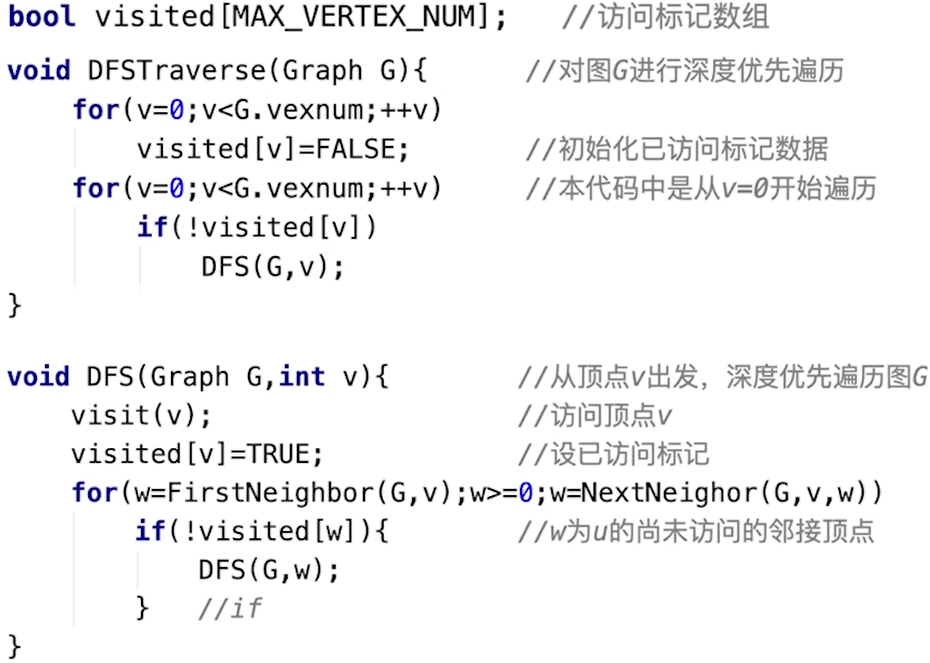 bool visited[MAX_VERTEX_NUM];   //访问标记数组
void DFSTraverse(Graph G){      //对图G进行深度优先遍历
    for(v=0;v<G.vexnum;++v)
        visited[v]=FALSE;       //初始化已访问标记数据
    for(v=0;v<G.vexnum;++v)     //本代码中是从v=0开始遍历
        if(!visited[v])
            DFS(G,v);
}
void DFS(Graph G,int v){        //从顶点v出发，深度优先遍历图G
    visit(v);                   //访问顶点v
    visited[v]=TRUE;            //设已访问标记
    for(w=FirstNeighbor(G,v);w>=0;w=NextNeighor(G,v,w))
        if(!visited[w]){        //w为u的尚未访问的邻接顶点
            DFS(G,w);
        }   //if
}